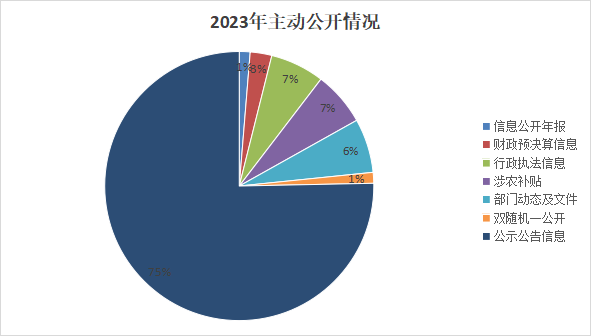 2023年主动公开情况
1%
3%
7%
7%
6%
1%
75%
信息公开年报
财政预决算信息
行政执法信息
涉农补贴
部门动态及文件
双随机一公开
公示公告信息